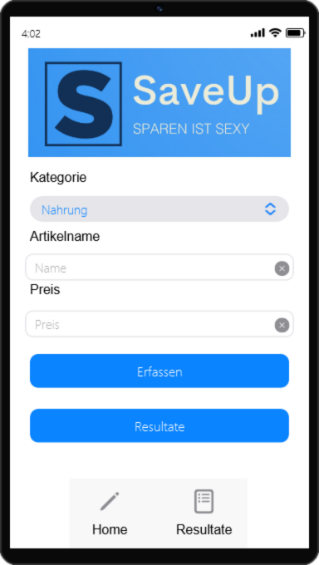 4:02
S SaveUp
SPAREN IST SEXY
Kategorie
Nahrung
Artikelname
Name
Preis
Preis
Erfassen
Resultate
Home Resultate